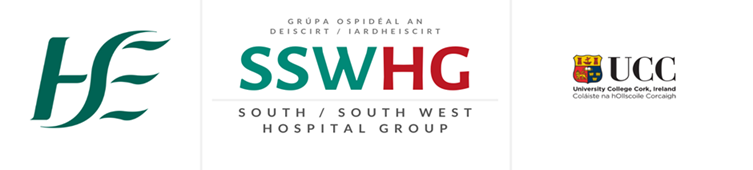 HSE
GRÚPA OSPIDÉAL AN
DEISCIRT / IARDHEISCIRT
SSWHG
SOUTH / SOUTH WEST
HOSPITAL GROUP
UCC
University College Cork, Ireland
Coláiste na hOllscoile Corcaigh